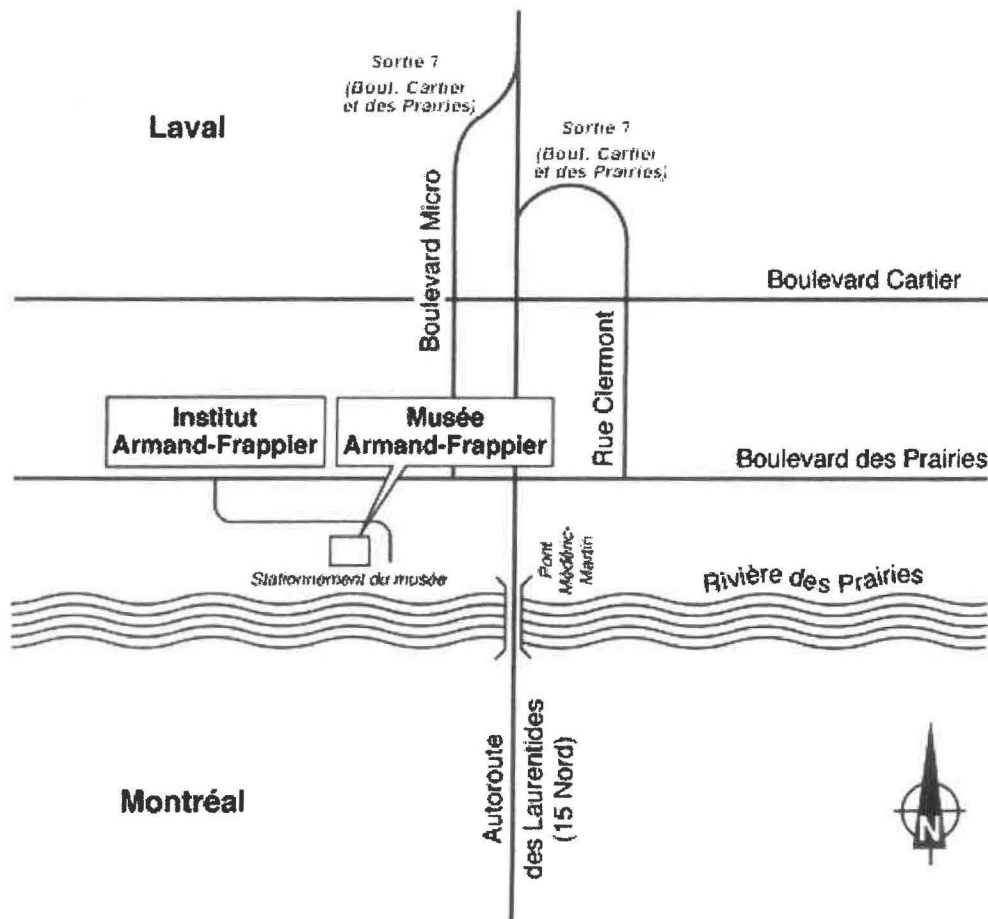 Sortie 7
(Boul. Cartier
et des Prairies)
Laval
Sortie 7
(Boul. Cartier
et des Prairies)
Boulevard Micro
Boulevard Cartier
Rue Clermont
Institut
Armand-Frappier
Musée
Armand-Frappier
Boulevard des Prairies
Stationnement du musée
Pont
Médéric-
Martin
Rivière des Prairies
Autoroute
des Laurentides
(15 Nord)
Montréal
N